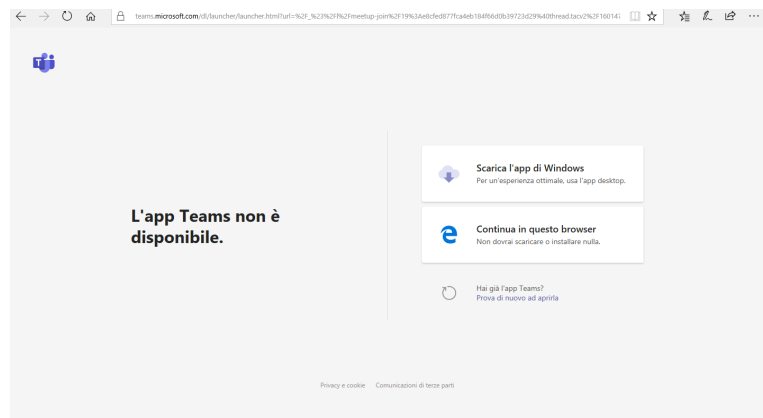 teams.microsoft.com/dl/launcher/launcher.html?url=%2F_%23%2Fl%2Fmeetup-join%2F19%3Ae8cfed877fca4eb184f66d0b39723d29%40thread.tacv2%2F160147
L'app Teams non è
disponibile.
Scarica l'app di Windows
Per un'esperienza ottimale, usa l'app desktop.
Continua in questo browser
Non dovrai scaricare o installare nulla.
Hai già l'app Teams?
Prova di nuovo ad aprirla
Privacy e cookie Comunicazioni di terze parti